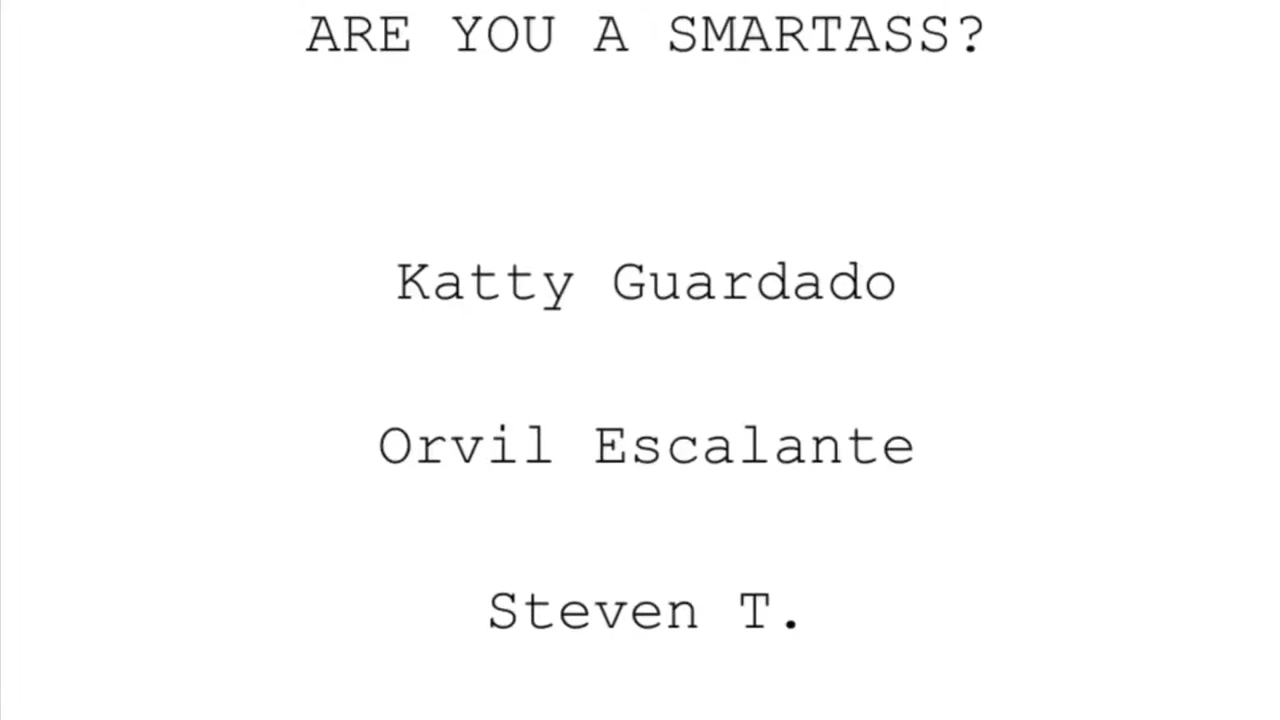 ARE YOU A SMARTASS?
Katty Guardado
Orvil Escalante
Steven T.